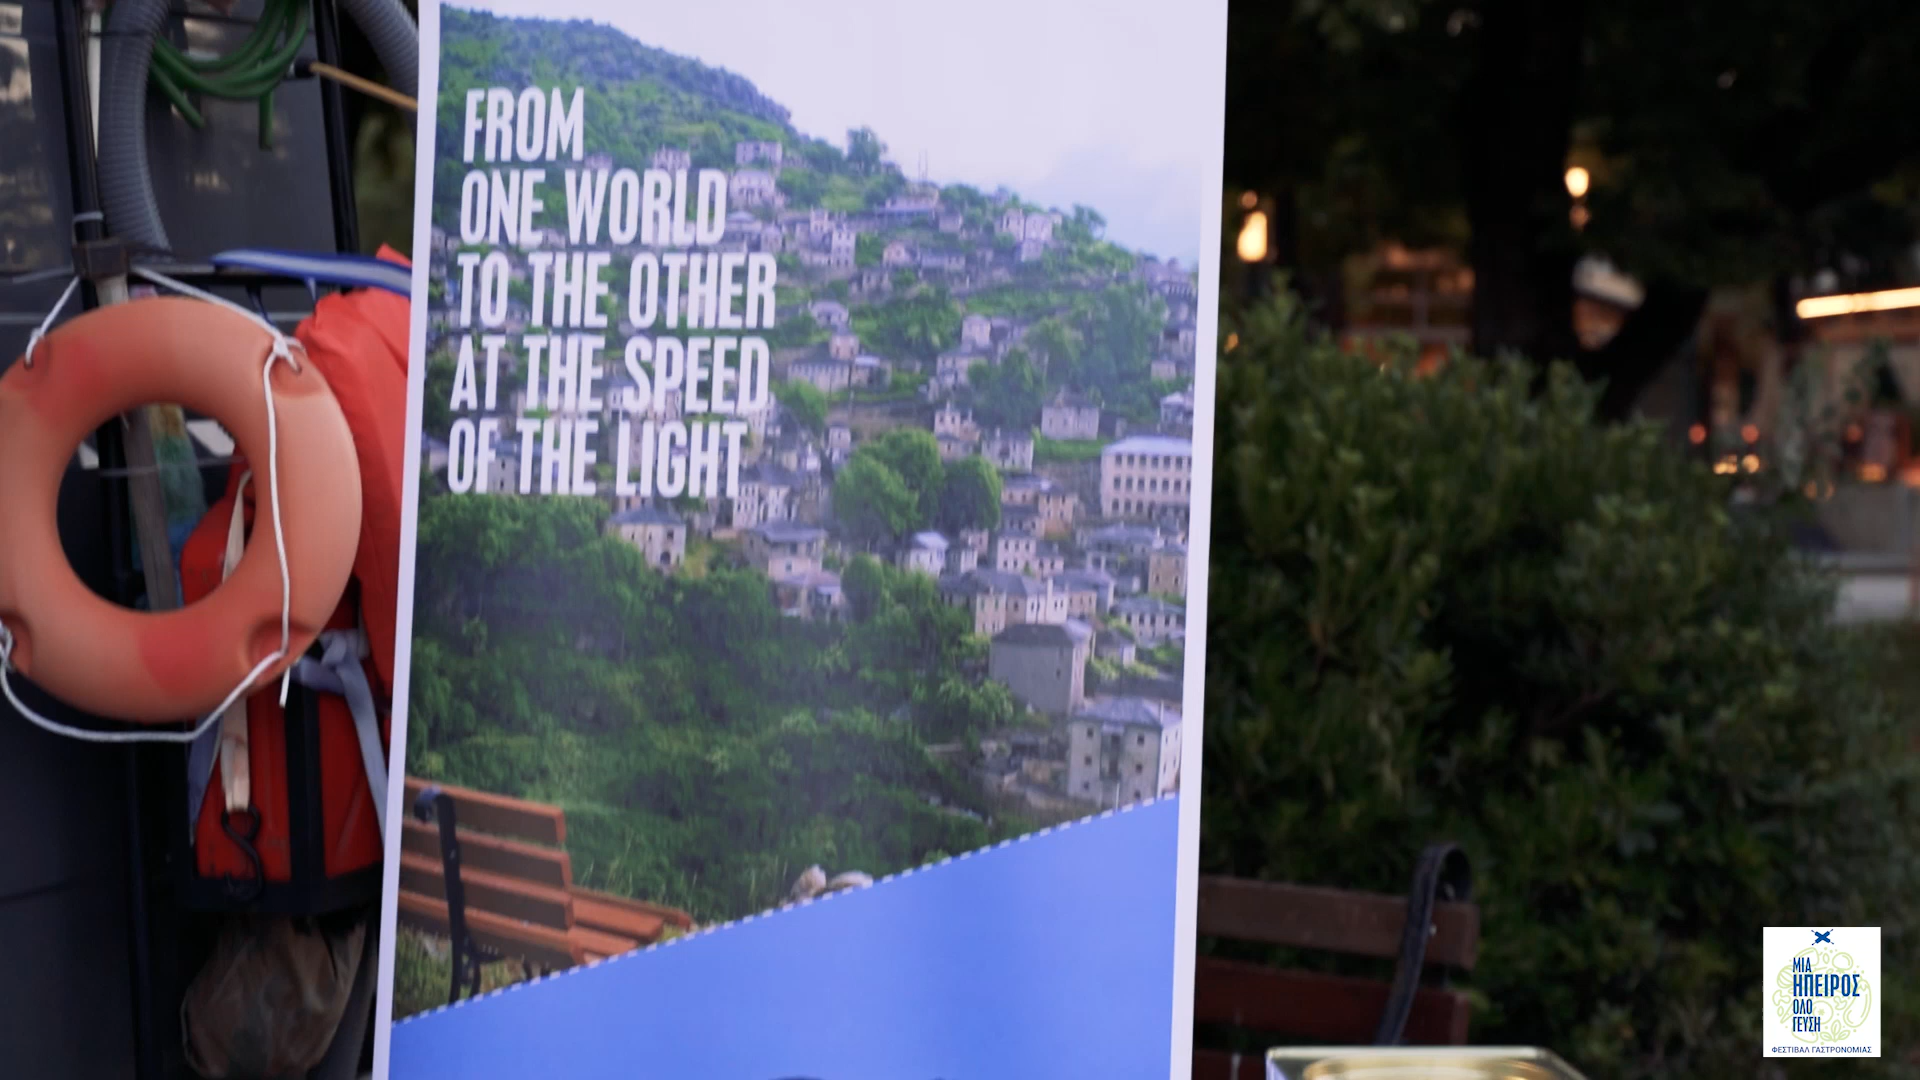 FROM
ONE WORLD
TO THE OTHER
AT THE SPEED
OF THE LIGHT
ΜΙΑ
ΗΠΕΙΡΟΣ
ΟΛΟ
ΓΕΥΣΗ
ΦΕΣΤΙΒΑΛ ΓΑΣΤΡΟΝΟΜΙΑΣ